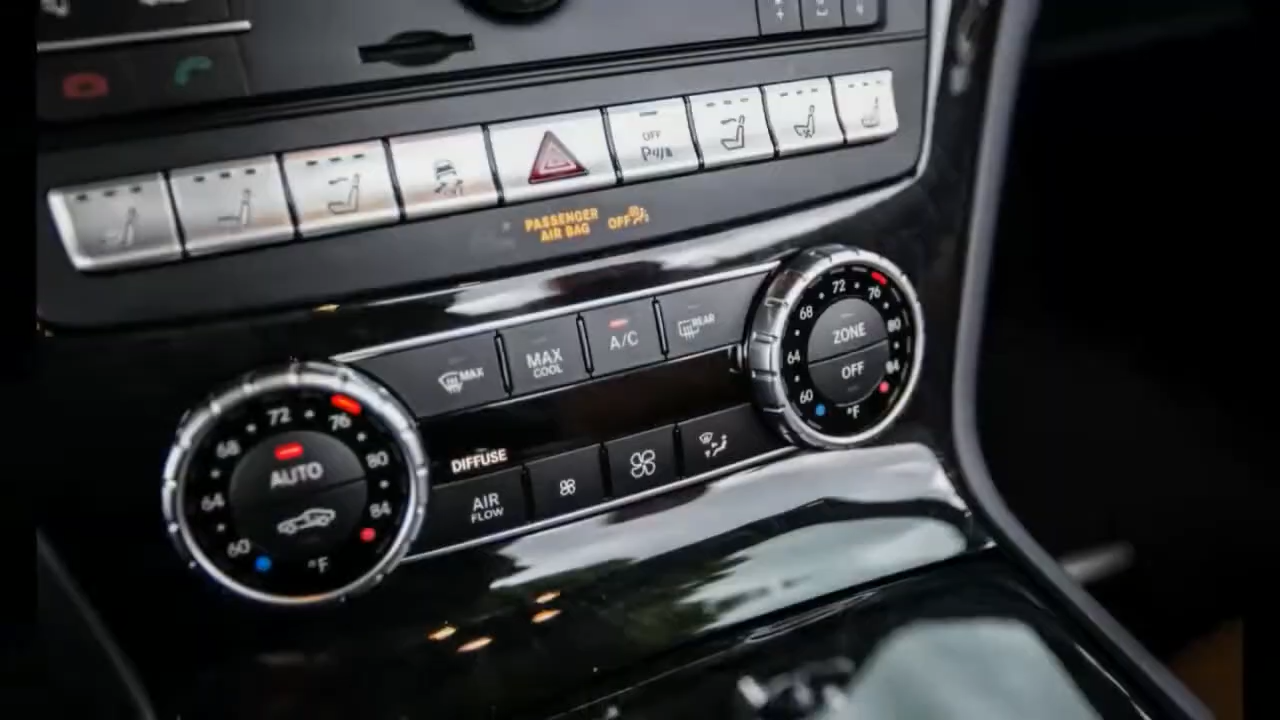 OFF
PASSENGER
AIR BAG OFF
72
76
68
80
64
84
60
°F
ZONE
OFF
MAX
MAX
COOL
A/C
REAR
72
76
68
80
64
84
60
°F
AUTO
DIFFUSE
AIR
FLOW